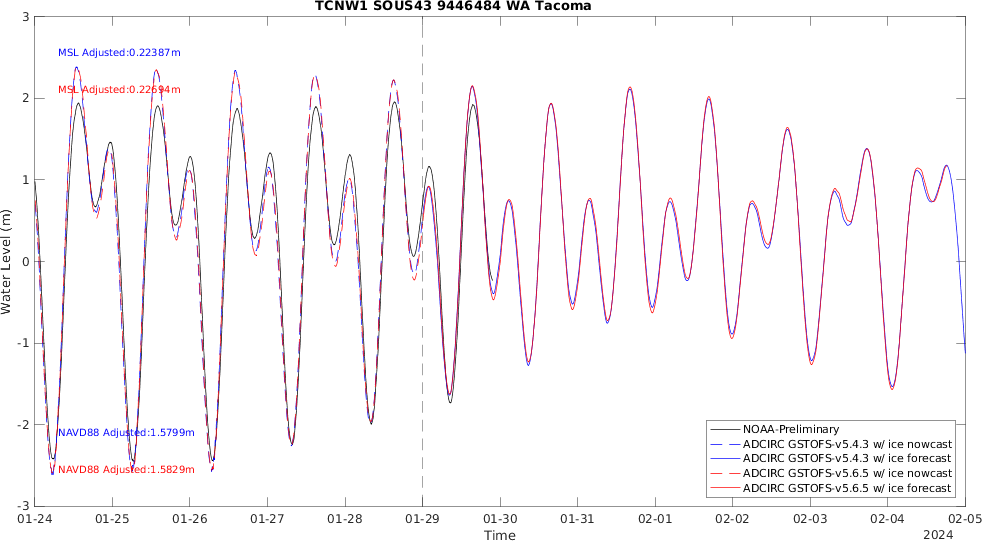 TCNW1 SOUS43 9446484 WA Tacoma
3
2
1
0
-1
-2
-3
Water Level (m)
MSL Adjusted:0.22387m
MSL Adjusted:0.22694m
NAVD88 Adjusted:1.5799m
NAVD88 Adjusted:1.5829m
NOAA-Preliminary
ADCIRC GSTOFS-v5.4.3 w/ ice nowcast
ADCIRC GSTOFS-v5.4.3 w/ ice forecast
ADCIRC GSTOFS-v5.6.5 w/ ice nowcast
ADCIRC GSTOFS-v5.6.5 w/ ice forecast
01-24 01-25 01-26 01-27 01-28 01-29 01-30 01-31 02-01 02-02 02-03 02-04 02-05
Time
2024